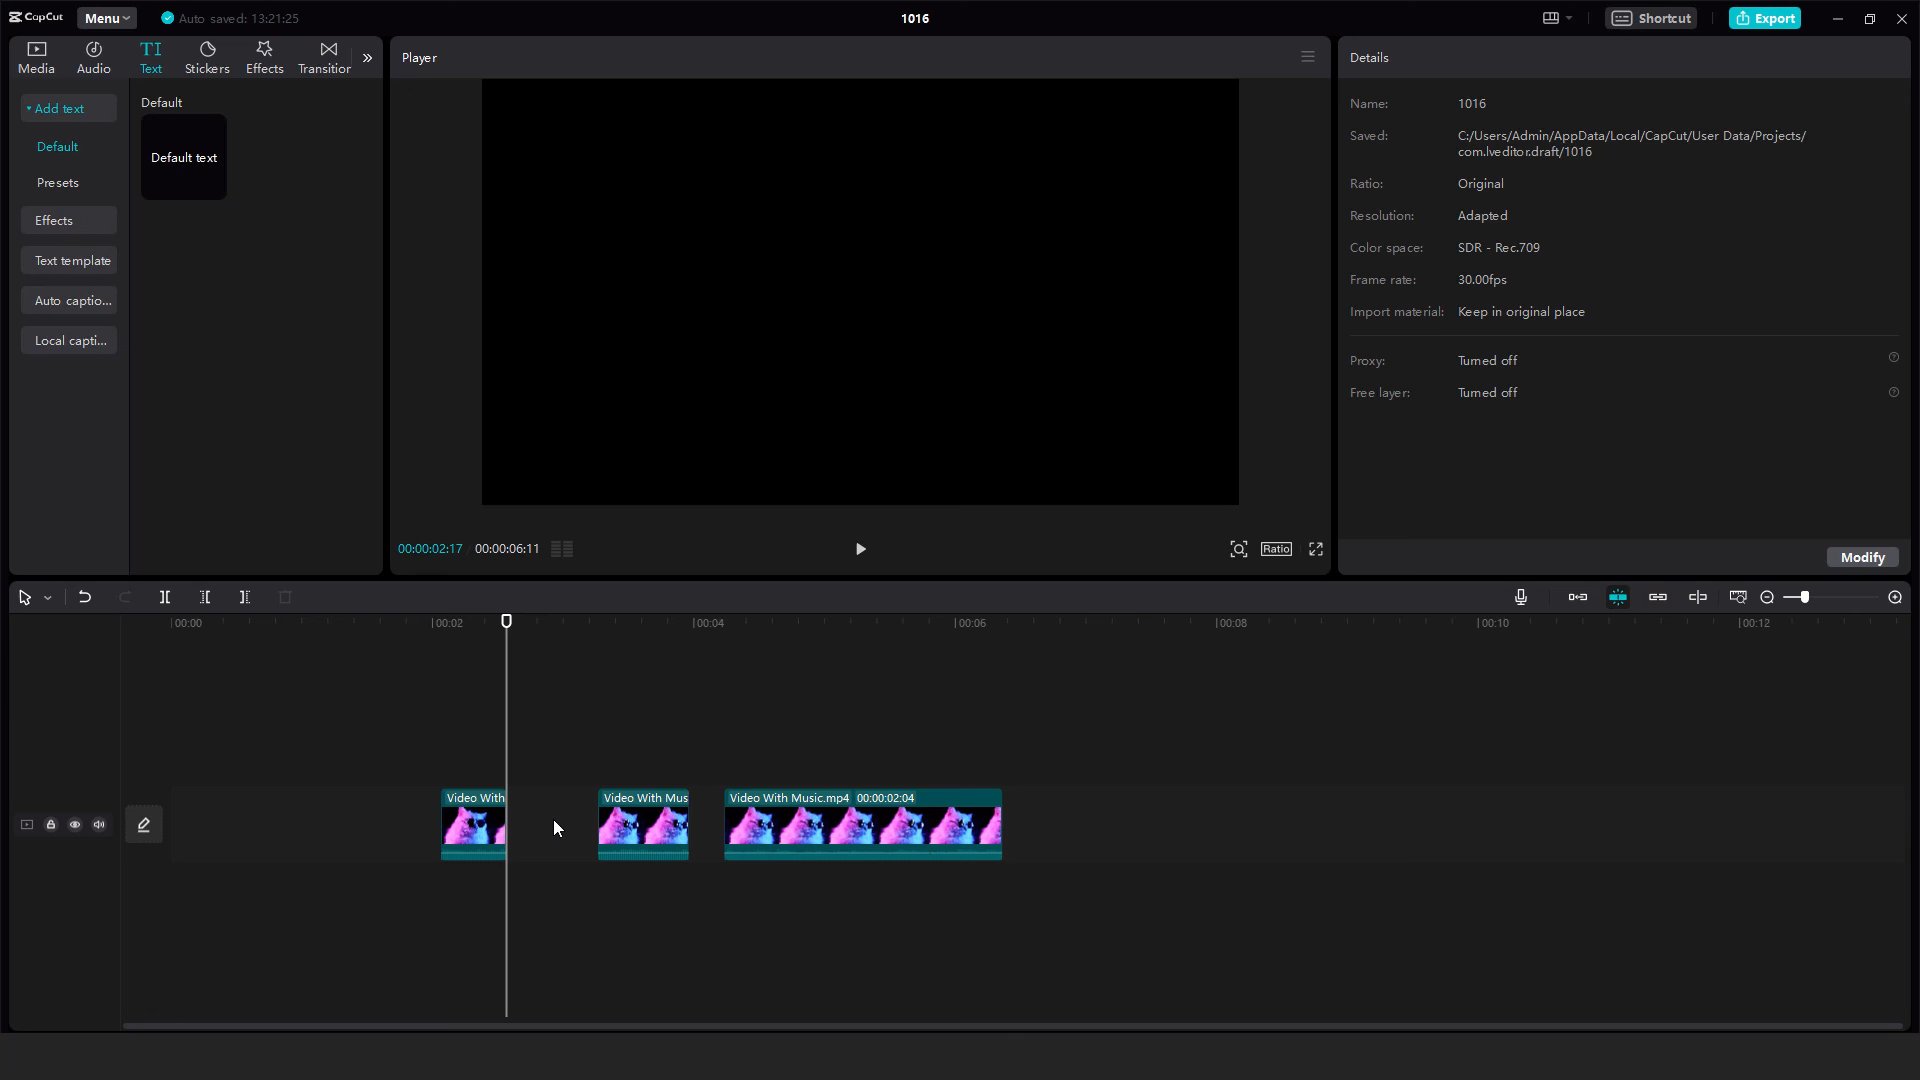 CapCut
Menu
Auto saved: 13:21:25
1016
Shortcut
Export
Media
Audio
TI
Text
Stickers
Effects
Transitior
Player
Details
Add text
Default
Presets
Effects
Text template
Auto captio...
Local capti...
Default
Default text
Name: 1016
Saved: C:/Users/Admin/AppData/Local/CapCut/User Data/Projects/
com.lveditor.draft/1016
Ratio: Original
Resolution: Adapted
Color space: SDR - Rec.709
Frame rate: 30.00fps
Import material: Keep in original place
Proxy: Turned off
Free layer: Turned off
00:00:02:17 00:00:06:11
Ratio
Modify
00:00 00:02 00:04 00:06 00:08 00:10 00:12
Video With
Video With Mus
Video With Music.mp4 00:00:02:04